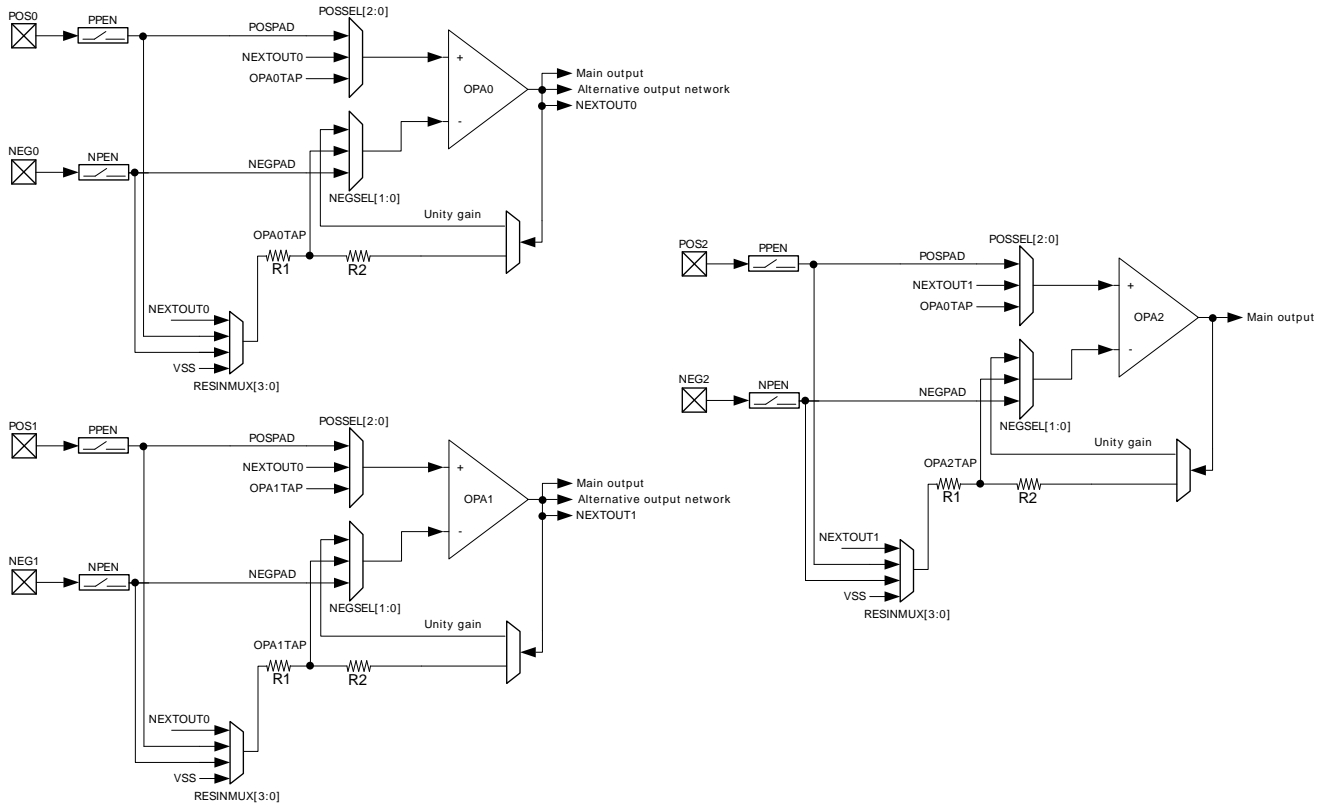 POS0
PPEN
POSSEL[2:0]
POSPAD
NEXTOUT0
OPA0TAP
+
OPA0
-
Main output
Alternative output network
NEXTOUT0
NEG0
NPEN
NEGPAD
NEGSEL[1:0]
Unity gain
OPA0TAP
R1
R2
NEXTOUT0
VSS
RESINMUX[3:0]
POS1
PPEN
POSSEL[2:0]
POSPAD
NEXTOUT0
OPA1TAP
+
OPA1
-
Main output
Alternative output network
NEXTOUT1
NEG1
NPEN
NEGPAD
NEGSEL[1:0]
Unity gain
OPA1TAP
R1
R2
NEXTOUT0
VSS
RESINMUX[3:0]
POS2
PPEN
POSSEL[2:0]
POSPAD
NEXTOUT1
OPA0TAP
+
OPA2
-
Main output
NEG2
NPEN
NEGPAD
NEGSEL[1:0]
Unity gain
OPA2TAP
R1
R2
NEXTOUT1
VSS
RESINMUX[3:0]